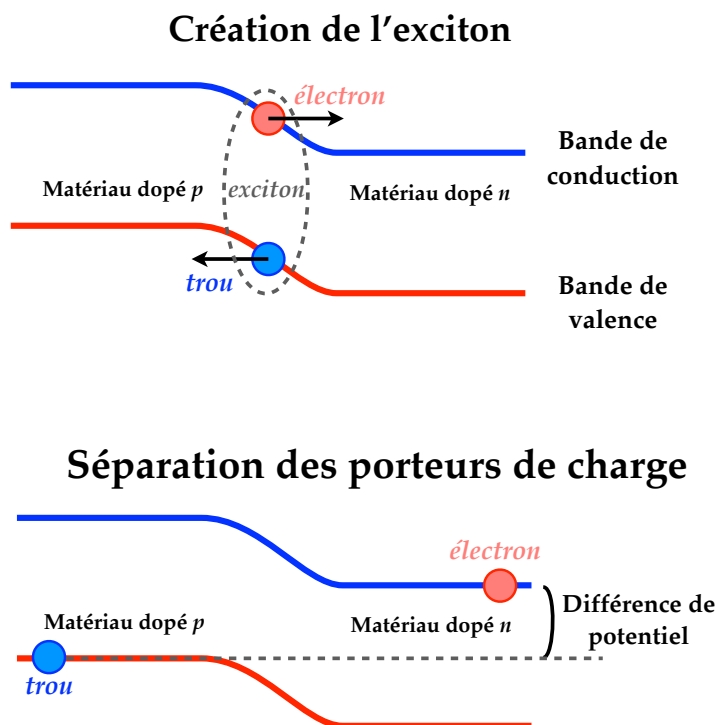 Création de l'exciton
électron
Bande de
conduction
Matériau dopé p
exciton
Matériau dopé n
trou
Bande de
valence
Séparation des porteurs de charge
électron
Différence de
potentiel
Matériau dopé p
Matériau dopé n
trou